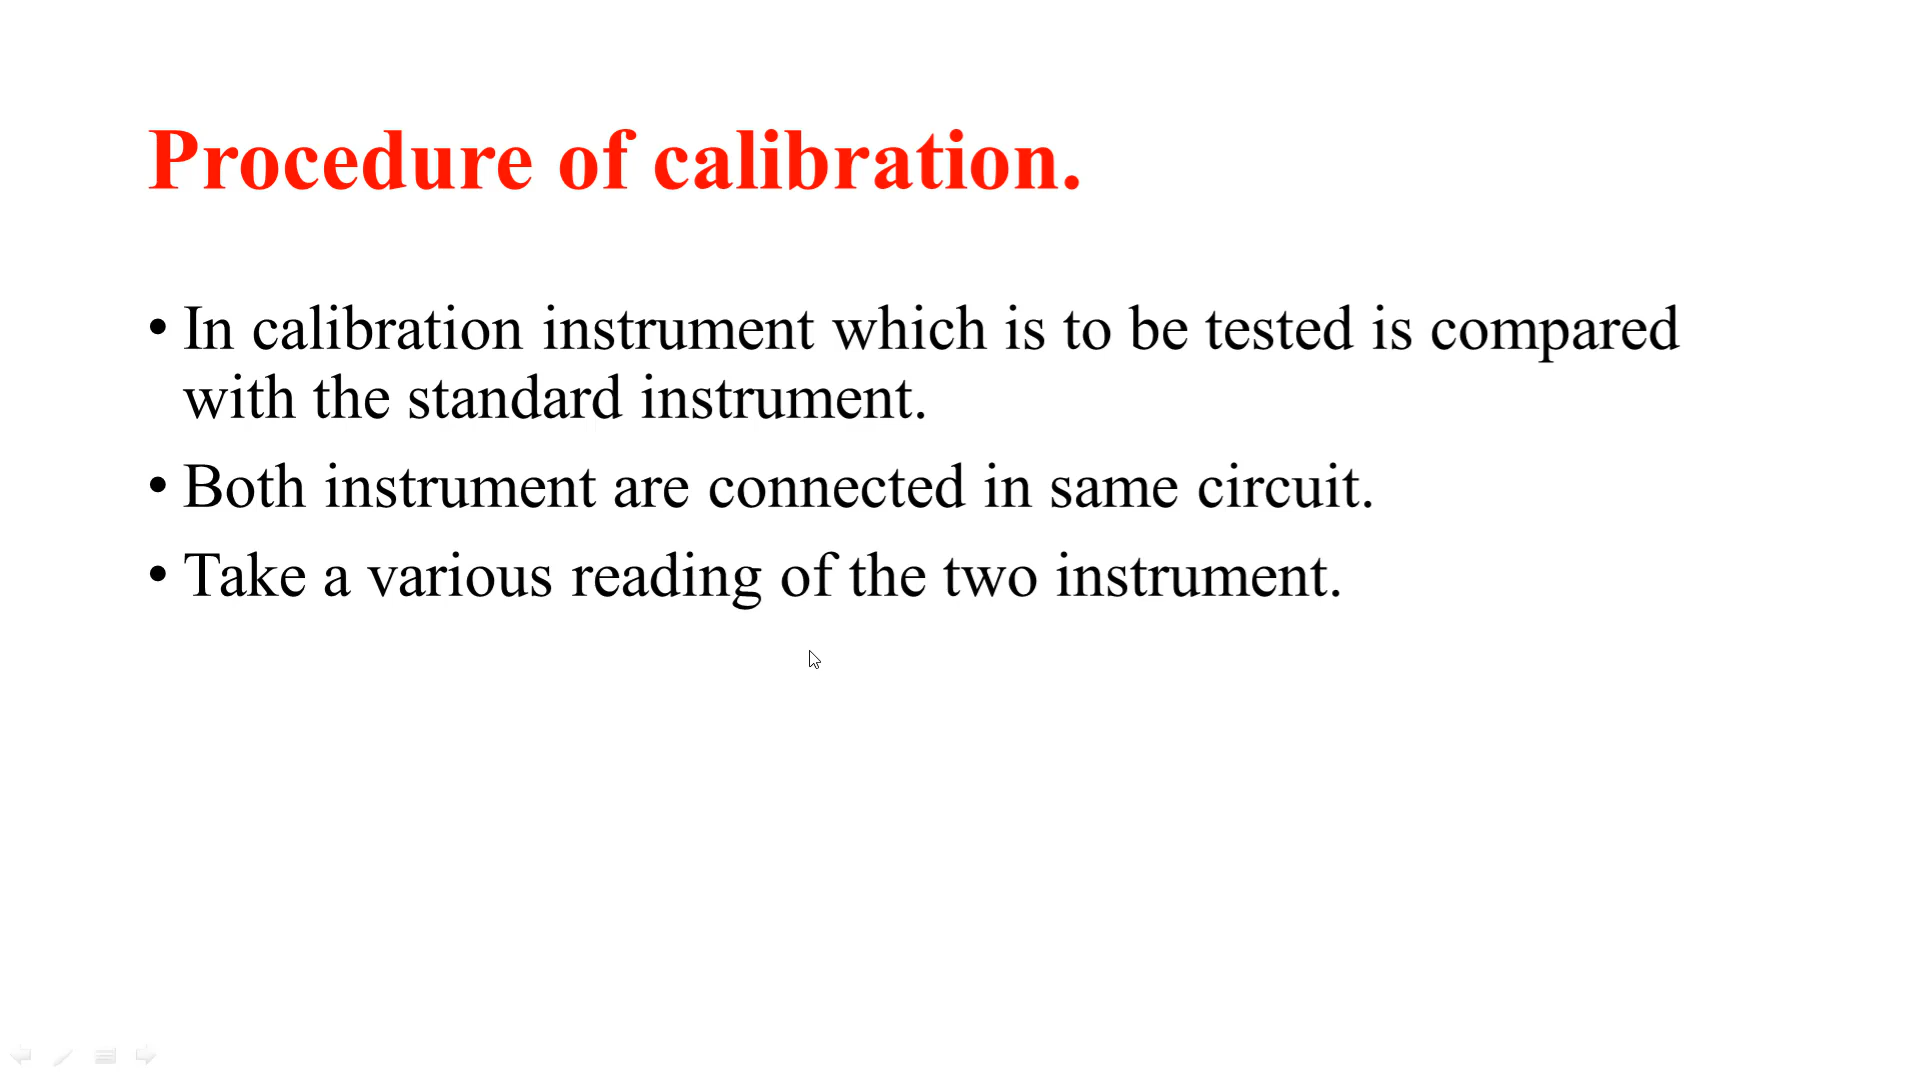 Procedure of calibration.
• In calibration instrument which is to be tested is compared
with the standard instrument.
• Both instrument are connected in same circuit.
• Take a various reading of the two instrument.